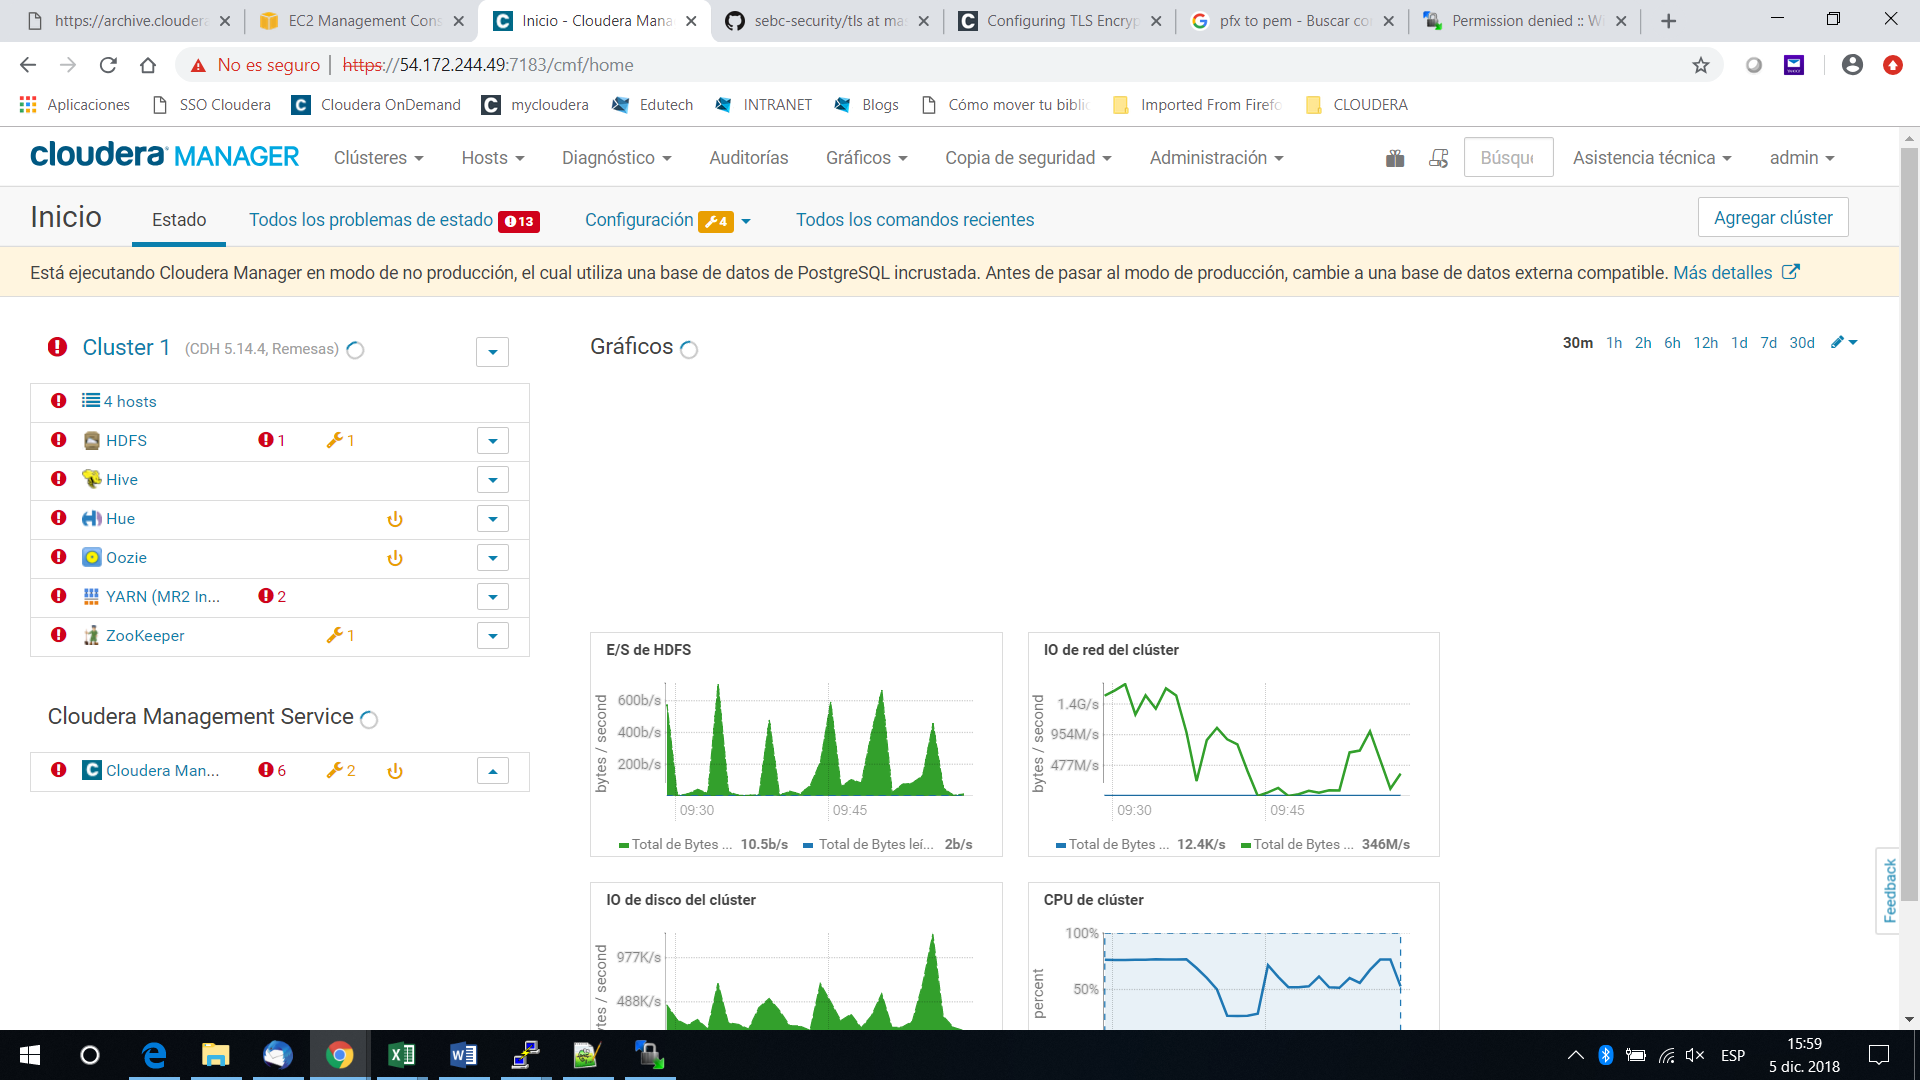 https://archive.cloudera
EC2 Management Cons
Inicio - Cloudera Mana
sebc-security/tls at ma
Configuring TLS Encryp
pfx to pem - Buscar co
Permission denied :: Wi
No es seguro | https://54.172.244.49:7183/cmf/home
Aplicaciones
SSO Cloudera
Cloudera OnDemand
mycloudera
Edutech
INTRANET
Blogs
Cómo mover tu biblic
Imported From Firefo
CLOUDERA
cloudera MANAGER
Clústeres
Hosts
Diagnóstico
Auditorías
Gráficos
Copia de seguridad
Administración
Búsque
Asistencia técnica
admin
Inicio
Estado
Todos los problemas de estado 13
Configuración 4
Todos los comandos recientes
Agregar clúster
Está ejecutando Cloudera Manager en modo de no producción, el cual utiliza una base de datos de PostgreSQL incrustada. Antes de pasar al modo de producción, cambie a una base de datos externa compatible. Más detalles
Cluster 1 (CDH 5.14.4, Remesas)
4 hosts
HDFS 1 1
Hive
Hue
Oozie
YARN (MR2 In... 2
ZooKeeper 1
Cloudera Management Service
Cloudera Man... 6 2
Gráficos
30m 1h 2h 6h 12h 1d 7d 30d
E/S de HDFS
bytes / second
600b/s
400b/s
200b/s
09:30 09:45
Total de Bytes ... 10.5b/s Total de Bytes leí... 2b/s
IO de red del clúster
bytes / second
1.4G/s
954M/s
477M/s
09:30 09:45
Total de Bytes ... 12.4K/s Total de Bytes ... 346M/s
IO de disco del clúster
bytes / second
977K/s
488K/s
CPU de clúster
percent
100%
50%
Feedback
ESP
15:59
5 dic. 2018